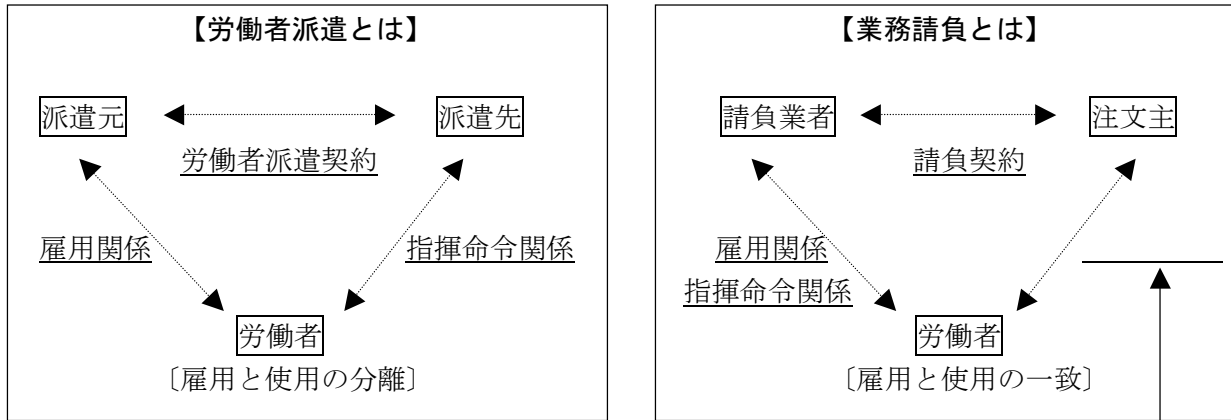 【労働者派遣とは】
派遣元
派遣先
労働者派遣契約
雇用関係
指揮命令関係
労働者
〔雇用と使用の分離〕
【業務請負とは】
請負業者
注文主
請負契約
雇用関係
指揮命令関係
労働者
〔雇用と使用の一致〕